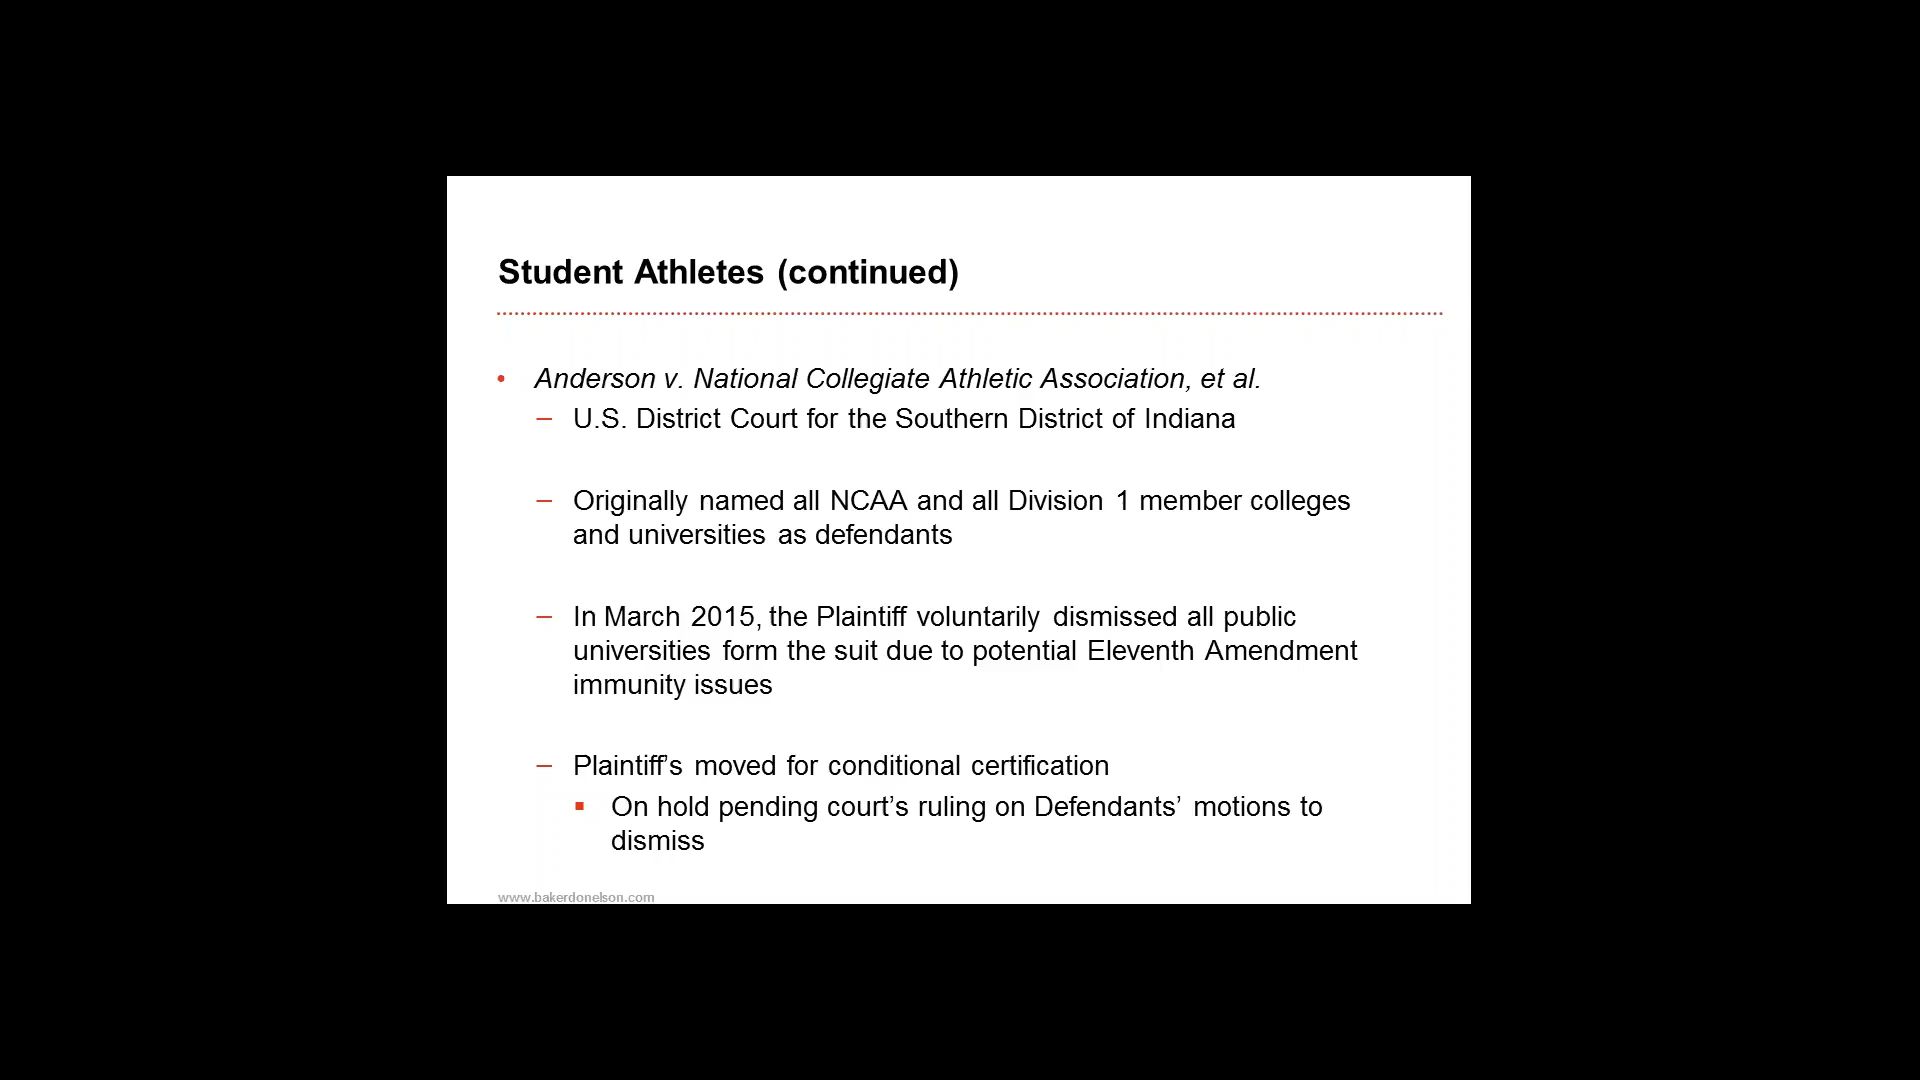 Student Athletes (continued)
• Anderson v. National Collegiate Athletic Association, et al.
– U.S. District Court for the Southern District of Indiana
– Originally named all NCAA and all Division 1 member colleges
and universities as defendants
– In March 2015, the Plaintiff voluntarily dismissed all public
universities form the suit due to potential Eleventh Amendment
immunity issues
– Plaintiff’s moved for conditional certification
▪ On hold pending court’s ruling on Defendants’ motions to
dismiss
www.bakerdonelson.com